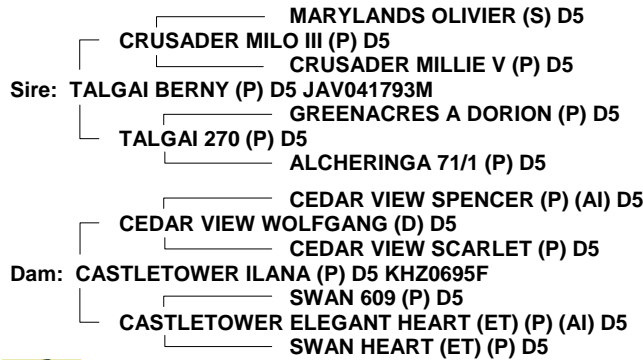 MARYLANDS OLIVIER (S) D5
CRUSADER MILO III (P) D5
CRUSADER MILLIE V (P) D5
Sire: TALGAI BERNY (P) D5 JAV041793M
GREENACRES A DORION (P) D5
TALGAI 270 (P) D5
ALCHERINGA 71/1 (P) D5
CEDAR VIEW SPENCER (P) (AI) D5
CEDAR VIEW WOLFGANG (D) D5
CEDAR VIEW SCARLET (P) D5
Dam: CASTLETOWER ILANA (P) D5 KHZ0695F
SWAN 609 (P) D5
CASTLETOWER ELEGANT HEART (ET) (P) (AI) D5
SWAN HEART (ET) (P) D5